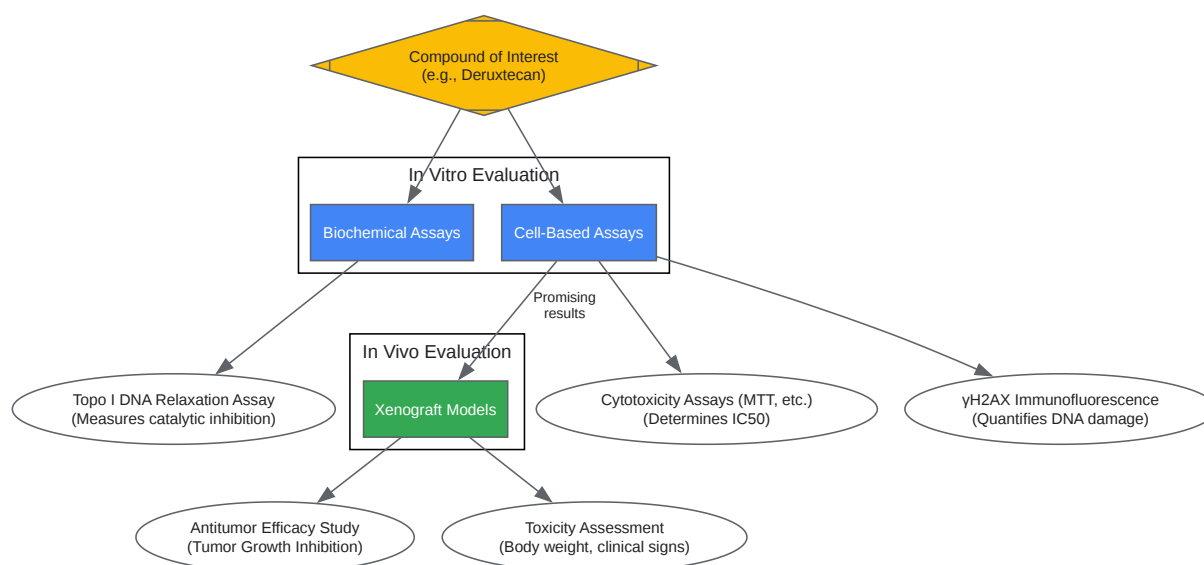 Compound of Interest
(e.g., Deruxtecan)
In Vitro Evaluation
Biochemical Assays
Cell-Based Assays
Promising
results
In Vivo Evaluation
Xenograft Models
Topo I DNA Relaxation Assay
(Measures catalytic inhibition)
Cytotoxicity Assays (MTT, etc.)
(Determines IC50)
γH2AX Immunofluorescence
(Quantifies DNA damage)
Antitumor Efficacy Study
(Tumor Growth Inhibition)
Toxicity Assessment
(Body weight, clinical signs)